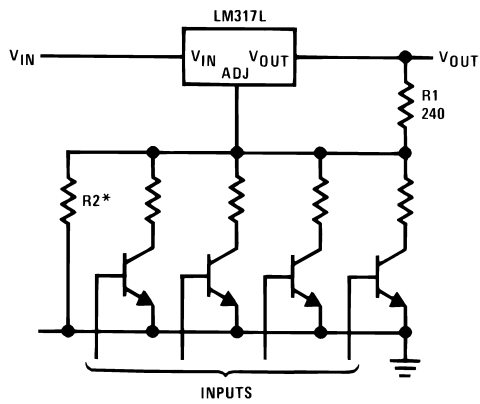 LM317L
VIN
VIN
VOUT
ADJ
VOUT
R1
240
R2*
INPUTS